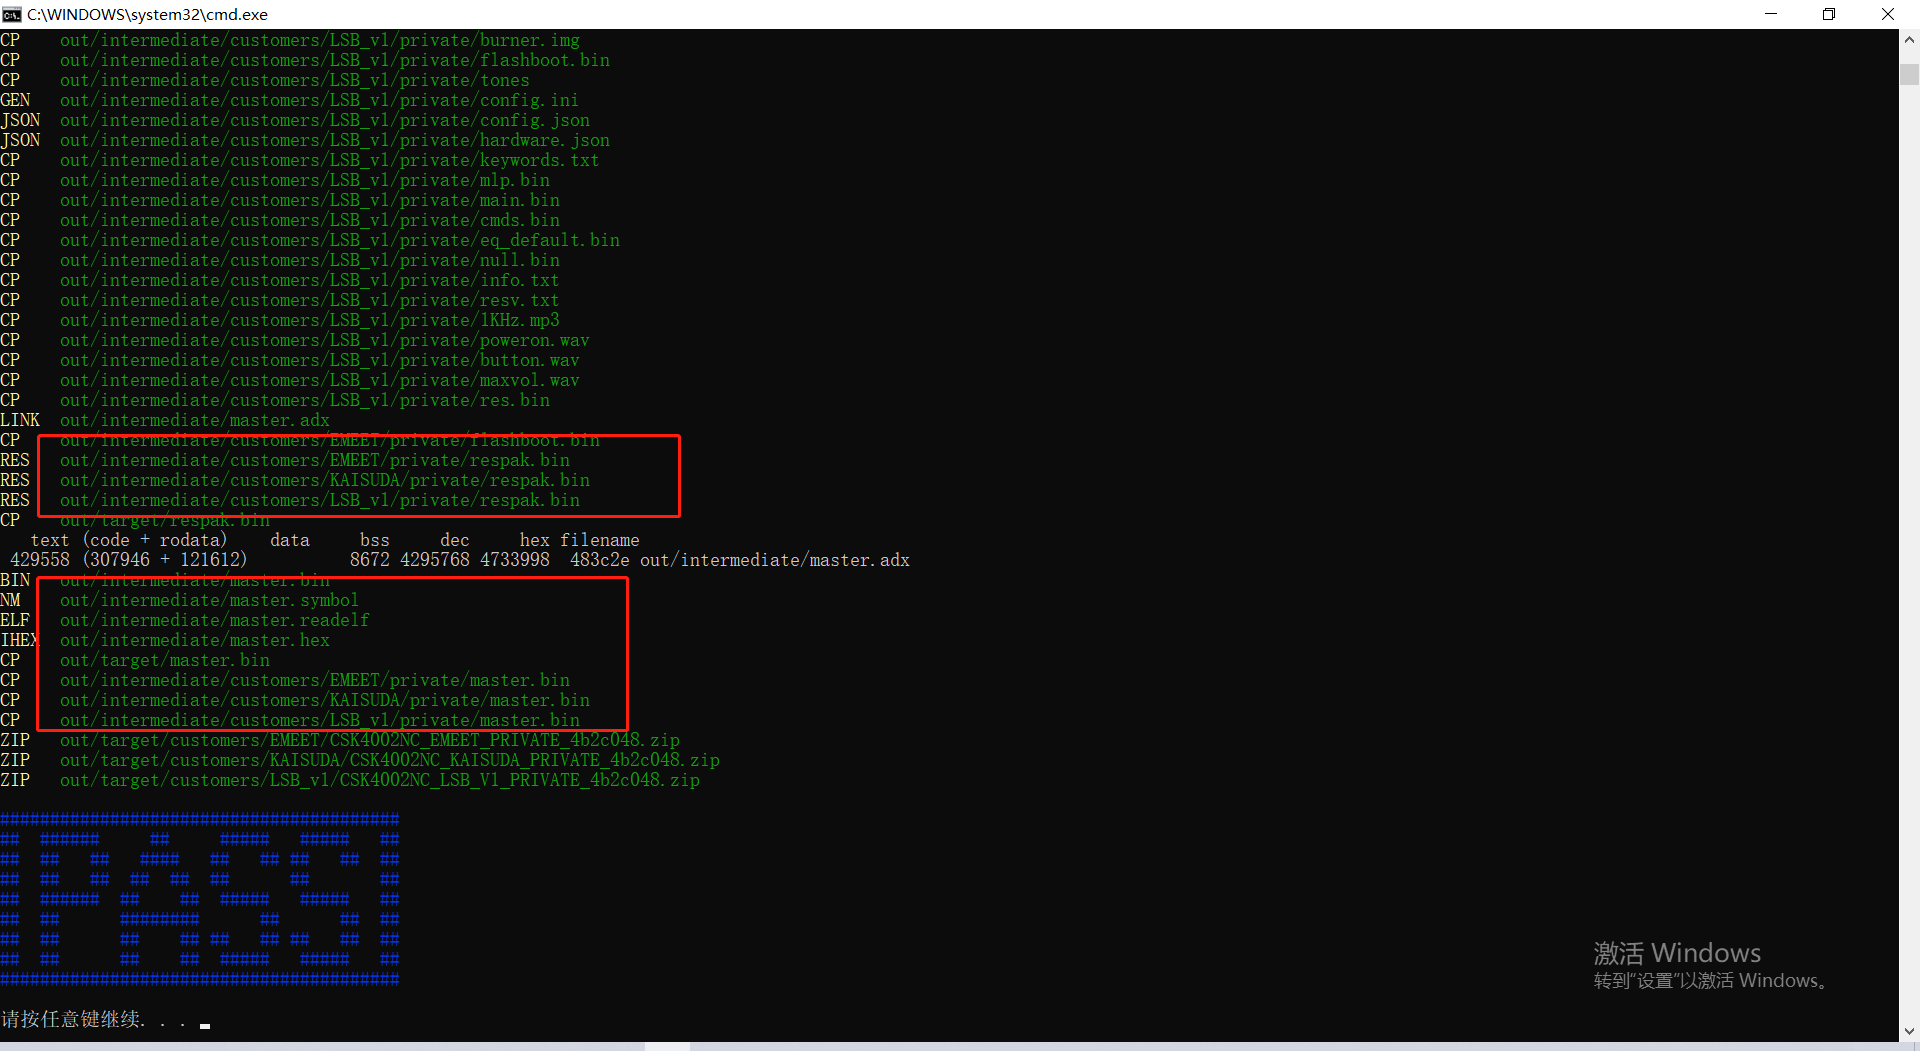 C:\WINDOWS\system32\cmd.exe
CP out/intermediate/customers/LSB_v1/private/burner.img
CP out/intermediate/customers/LSB_v1/private/flashboot.bin
CP out/intermediate/customers/LSB_v1/private/tones
GEN out/intermediate/customers/LSB_v1/private/config.ini
JSON out/intermediate/customers/LSB_v1/private/config.json
JSON out/intermediate/customers/LSB_v1/private/hardware.json
CP out/intermediate/customers/LSB_v1/private/keywords.txt
CP out/intermediate/customers/LSB_v1/private/mlp.bin
CP out/intermediate/customers/LSB_v1/private/main.bin
CP out/intermediate/customers/LSB_v1/private/cmds.bin
CP out/intermediate/customers/LSB_v1/private/eq_default.bin
CP out/intermediate/customers/LSB_v1/private/null.bin
CP out/intermediate/customers/LSB_v1/private/info.txt
CP out/intermediate/customers/LSB_v1/private/resv.txt
CP out/intermediate/customers/LSB_v1/private/1KHz.mp3
CP out/intermediate/customers/LSB_v1/private/poweron.wav
CP out/intermediate/customers/LSB_v1/private/button.wav
CP out/intermediate/customers/LSB_v1/private/maxvol.wav
CP out/intermediate/customers/LSB_v1/private/res.bin
LINK out/intermediate/master.adx
CP out/intermediate/customers/EMEET/private/flashboot.bin
RES out/intermediate/customers/EMEET/private/respak.bin
RES out/intermediate/customers/KAISUDA/private/respak.bin
RES out/intermediate/customers/LSB_v1/private/respak.bin
CP out/target/respak.bin
text (code + rodata) data bss dec hex filename
429558 (307946 + 121612) 8672 4295768 4733998 483c2e out/intermediate/master.adx
BIN out/intermediate/master.bin
NM out/intermediate/master.symbol
ELF out/intermediate/master.readelf
IHEX out/intermediate/master.hex
CP out/target/master.bin
CP out/intermediate/customers/EMEET/private/master.bin
CP out/intermediate/customers/KAISUDA/private/master.bin
CP out/intermediate/customers/LSB_v1/private/master.bin
ZIP out/target/customers/EMEET/CSK4002NC_EMEET_PRIVATE_4b2c048.zip
ZIP out/target/customers/KAISUDA/CSK4002NC_KAISUDA_PRIVATE_4b2c048.zip
ZIP out/target/customers/LSB_v1/CSK4002NC_LSB_V1_PRIVATE_4b2c048.zip
########################################
##  ######     ##     #####   #####   ##
##  ##   ##   ####   ##   ## ##   ##  ##
##  ##   ##  ##  ##  ##      ##       ##
##  ######  ##    ##  #####   #####   ##
##  ##      ########      ##      ##  ##
##  ##      ##    ## ##   ## ##   ##  ##
##  ##      ##    ##  #####   #####   ##
########################################
请按任意键继续. . .
激活 Windows
转到“设置”以激活 Windows。